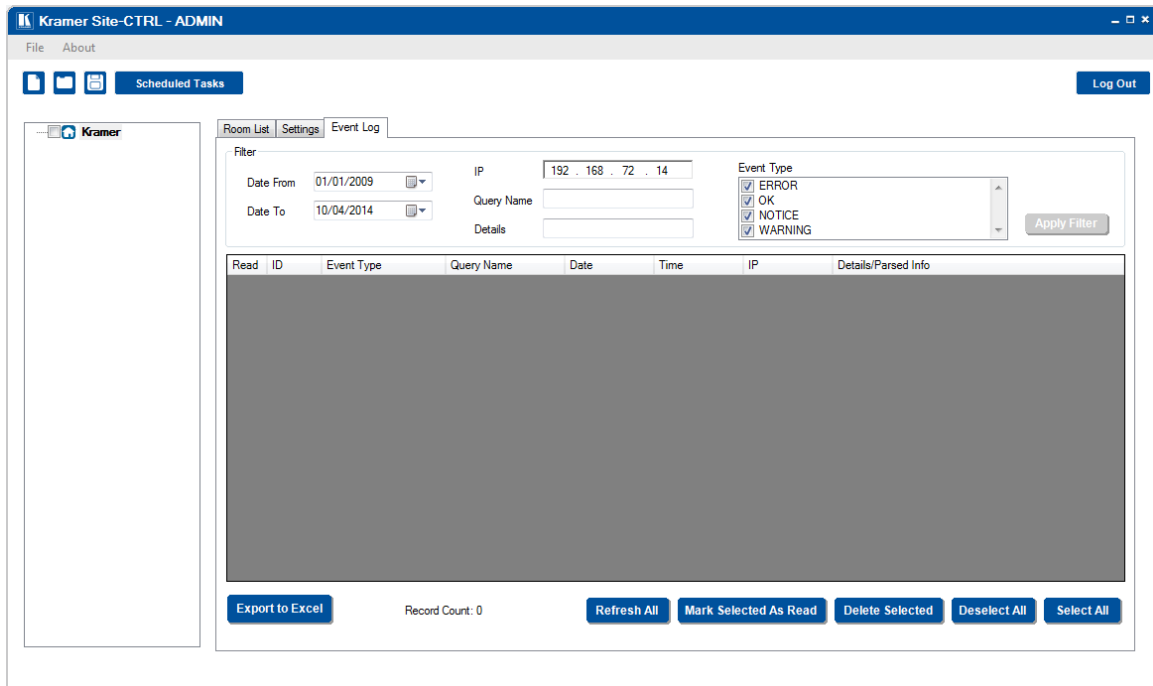 Kramer Site-CTRL - ADMIN
File About
Scheduled Tasks
Log Out
Kramer
Room List Settings Event Log
Filter
Date From 01/01/2009
Date To 10/04/2014
IP 192 . 168 . 72 . 14
Query Name
Details
Event Type
ERROR
OK
NOTICE
WARNING
Apply Filter
Read ID Event Type Query Name Date Time IP Details/Parsed Info
Export to Excel Record Count: 0 Refresh All Mark Selected As Read Delete Selected Deselect All Select All